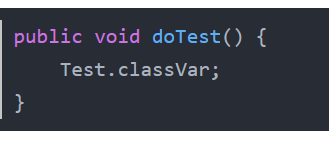 public void doTest() {
    Test.classVar;
}